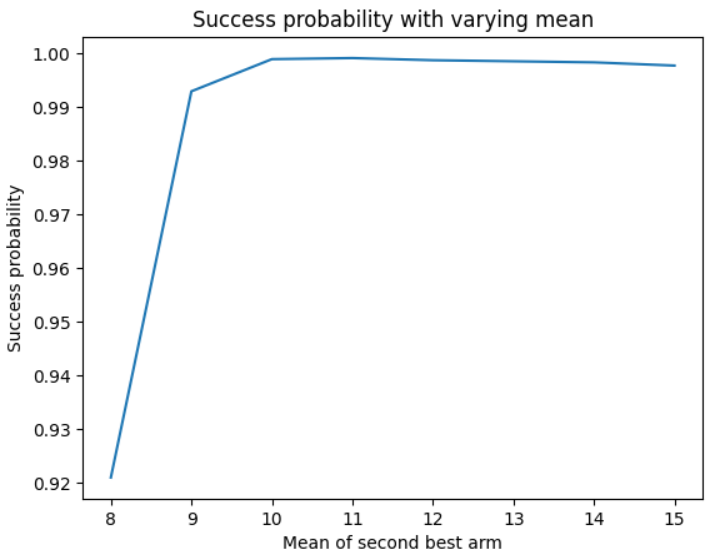 Success probability with varying mean
Success probability
1.00
0.99
0.98
0.97
0.96
0.95
0.94
0.93
0.92
8 9 10 11 12 13 14 15
Mean of second best arm